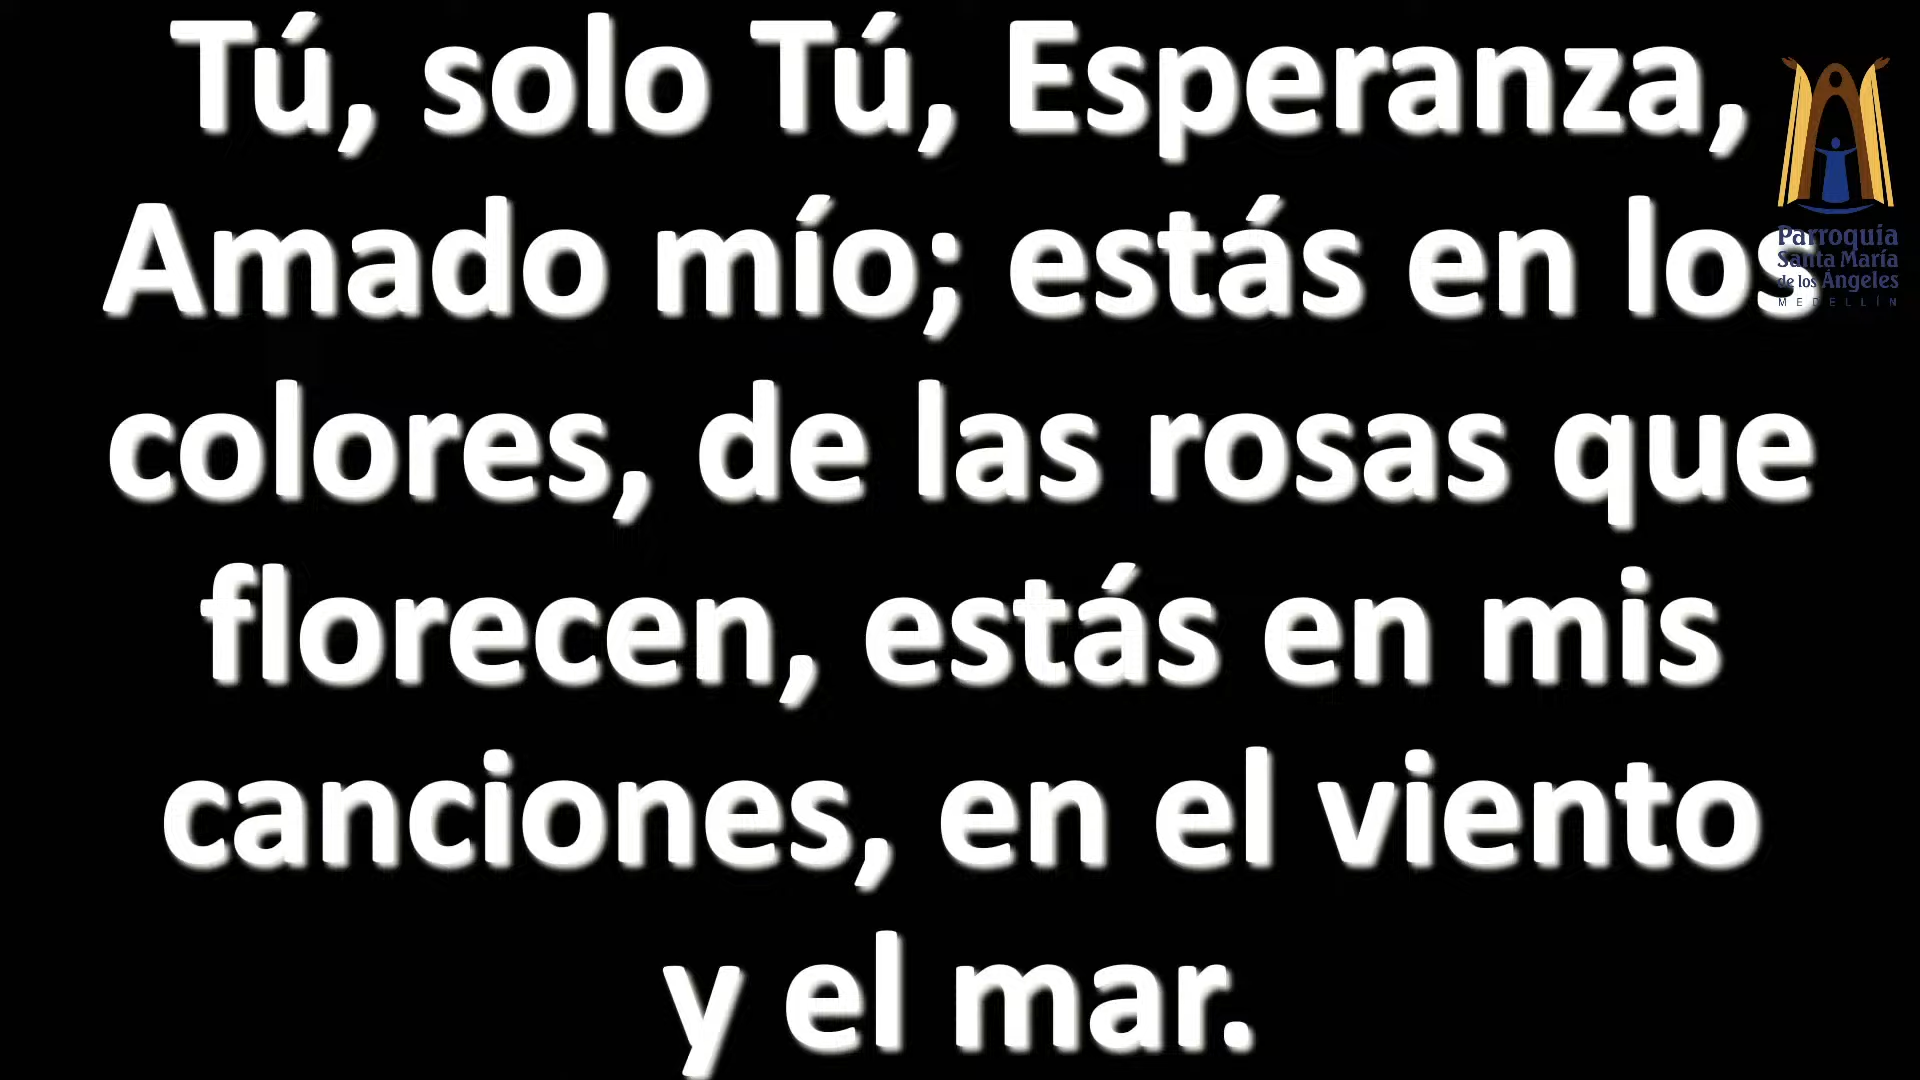 Tú, solo Tú, Esperanza,
Amado mío; estás en los
colores, de las rosas que
florecen, estás en mis
canciones, en el viento
y el mar.
Parroquia
Santa María
de los Ángeles
MEDELLÍN